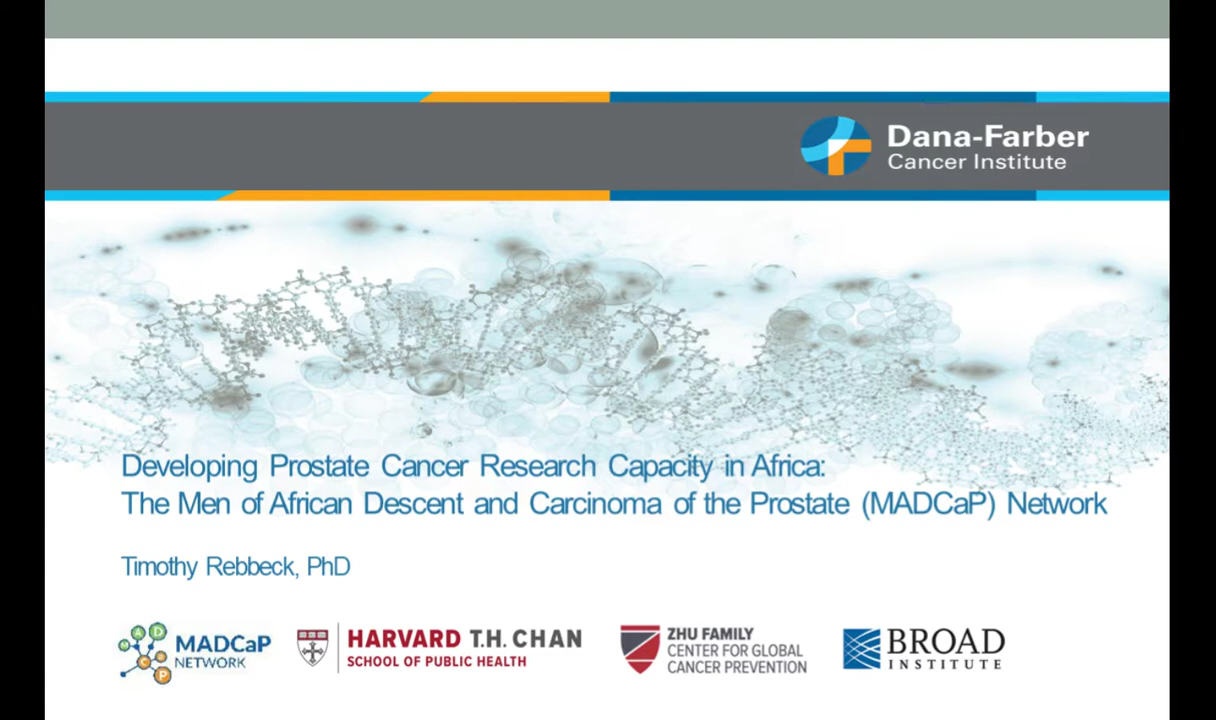 Dana-Farber
Cancer Institute
Developing Prostate Cancer Research Capacity in Africa:
The Men of African Descent and Carcinoma of the Prostate (MADCaP) Network
Timothy Rebbeck, PhD
M A D C a P
MADCaP
NETWORK
HARVARD T.H. CHAN
SCHOOL OF PUBLIC HEALTH
ZHU FAMILY
CENTER FOR GLOBAL
CANCER PREVENTION
BROAD
INSTITUTE